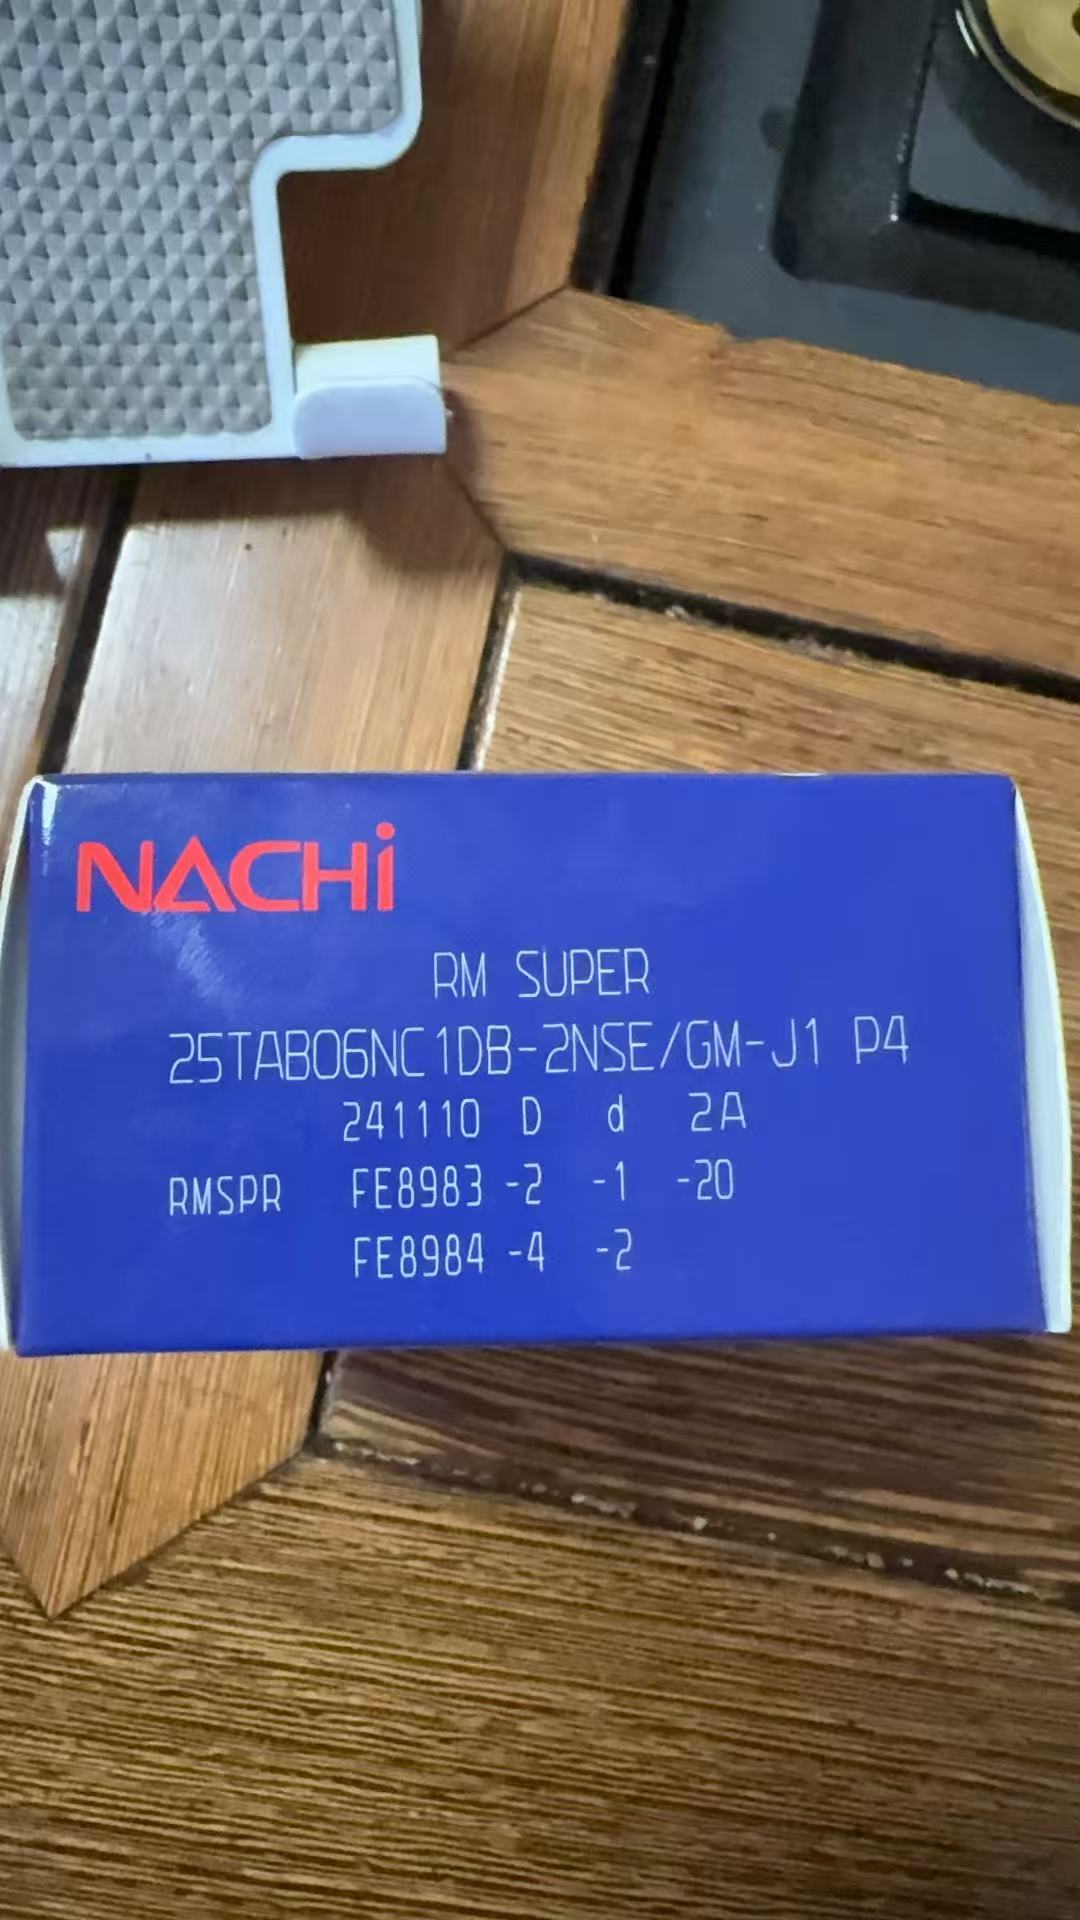 NACHi
RM SUPER
25TAB06NC1DB-2NSE/GM-J1 P4
241110 D d 2A
RMSPR FE8983 -2 -1 -20
FE8984 -4 -2